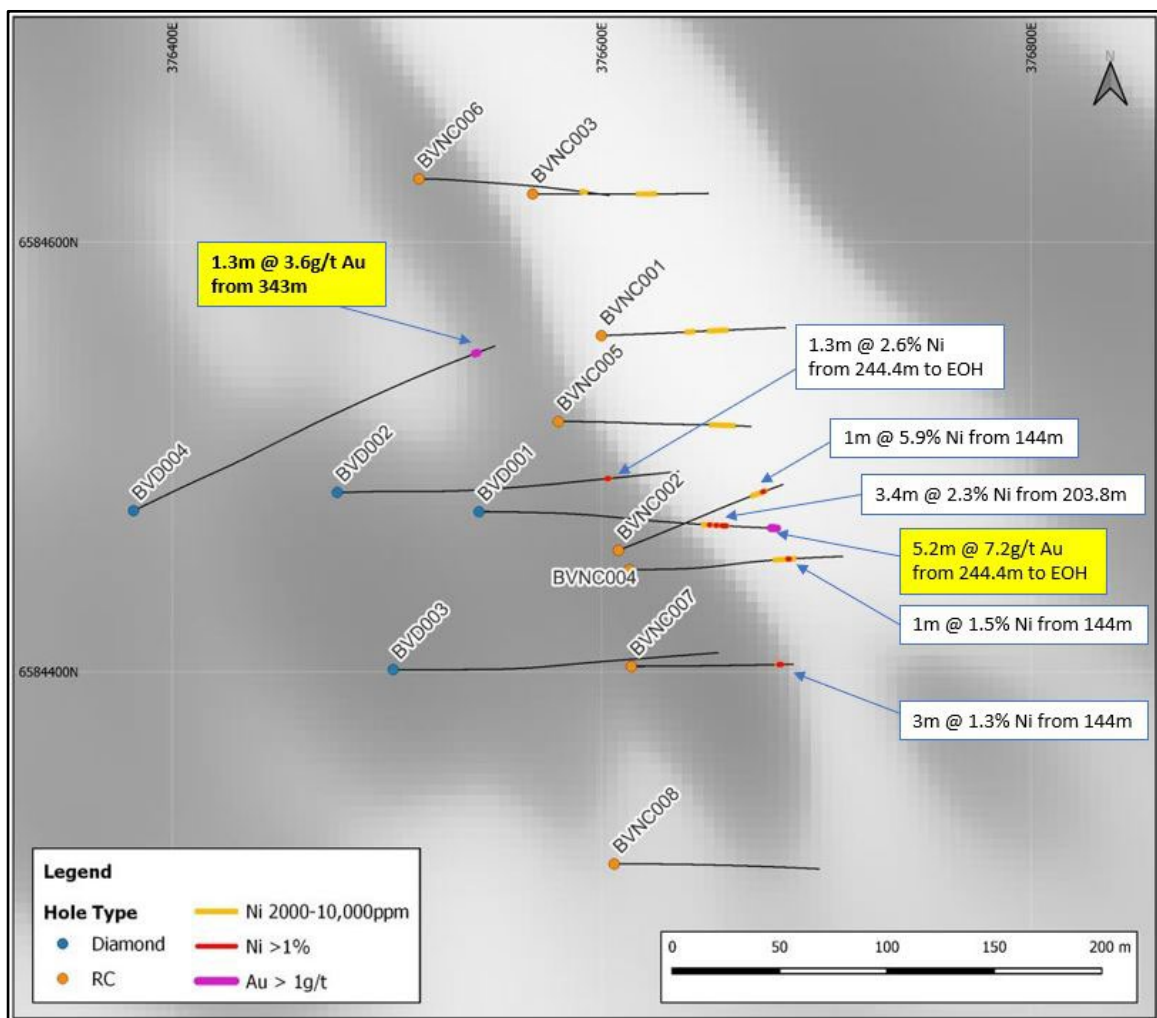 376400E
376600E
376800E
N
BVNC006
BVNC003
6584600N
1.3m @ 3.6g/t Au
from 343m
BVNC001
1.3m @ 2.6% Ni
from 244.4m to EOH
BVNC005
1m @ 5.9% Ni from 144m
BVD004
BVD002
BVD001
BVNC002
3.4m @ 2.3% Ni from 203.8m
5.2m @ 7.2g/t Au
from 244.4m to EOH
BVNC004
1m @ 1.5% Ni from 144m
BVD003
BVNC007
6584400N
3m @ 1.3% Ni from 144m
BVNC008
Legend
Hole Type
Diamond
RC
Ni 2000-10,000ppm
Ni >1%
Au > 1g/t
0 50 100 150 200 m